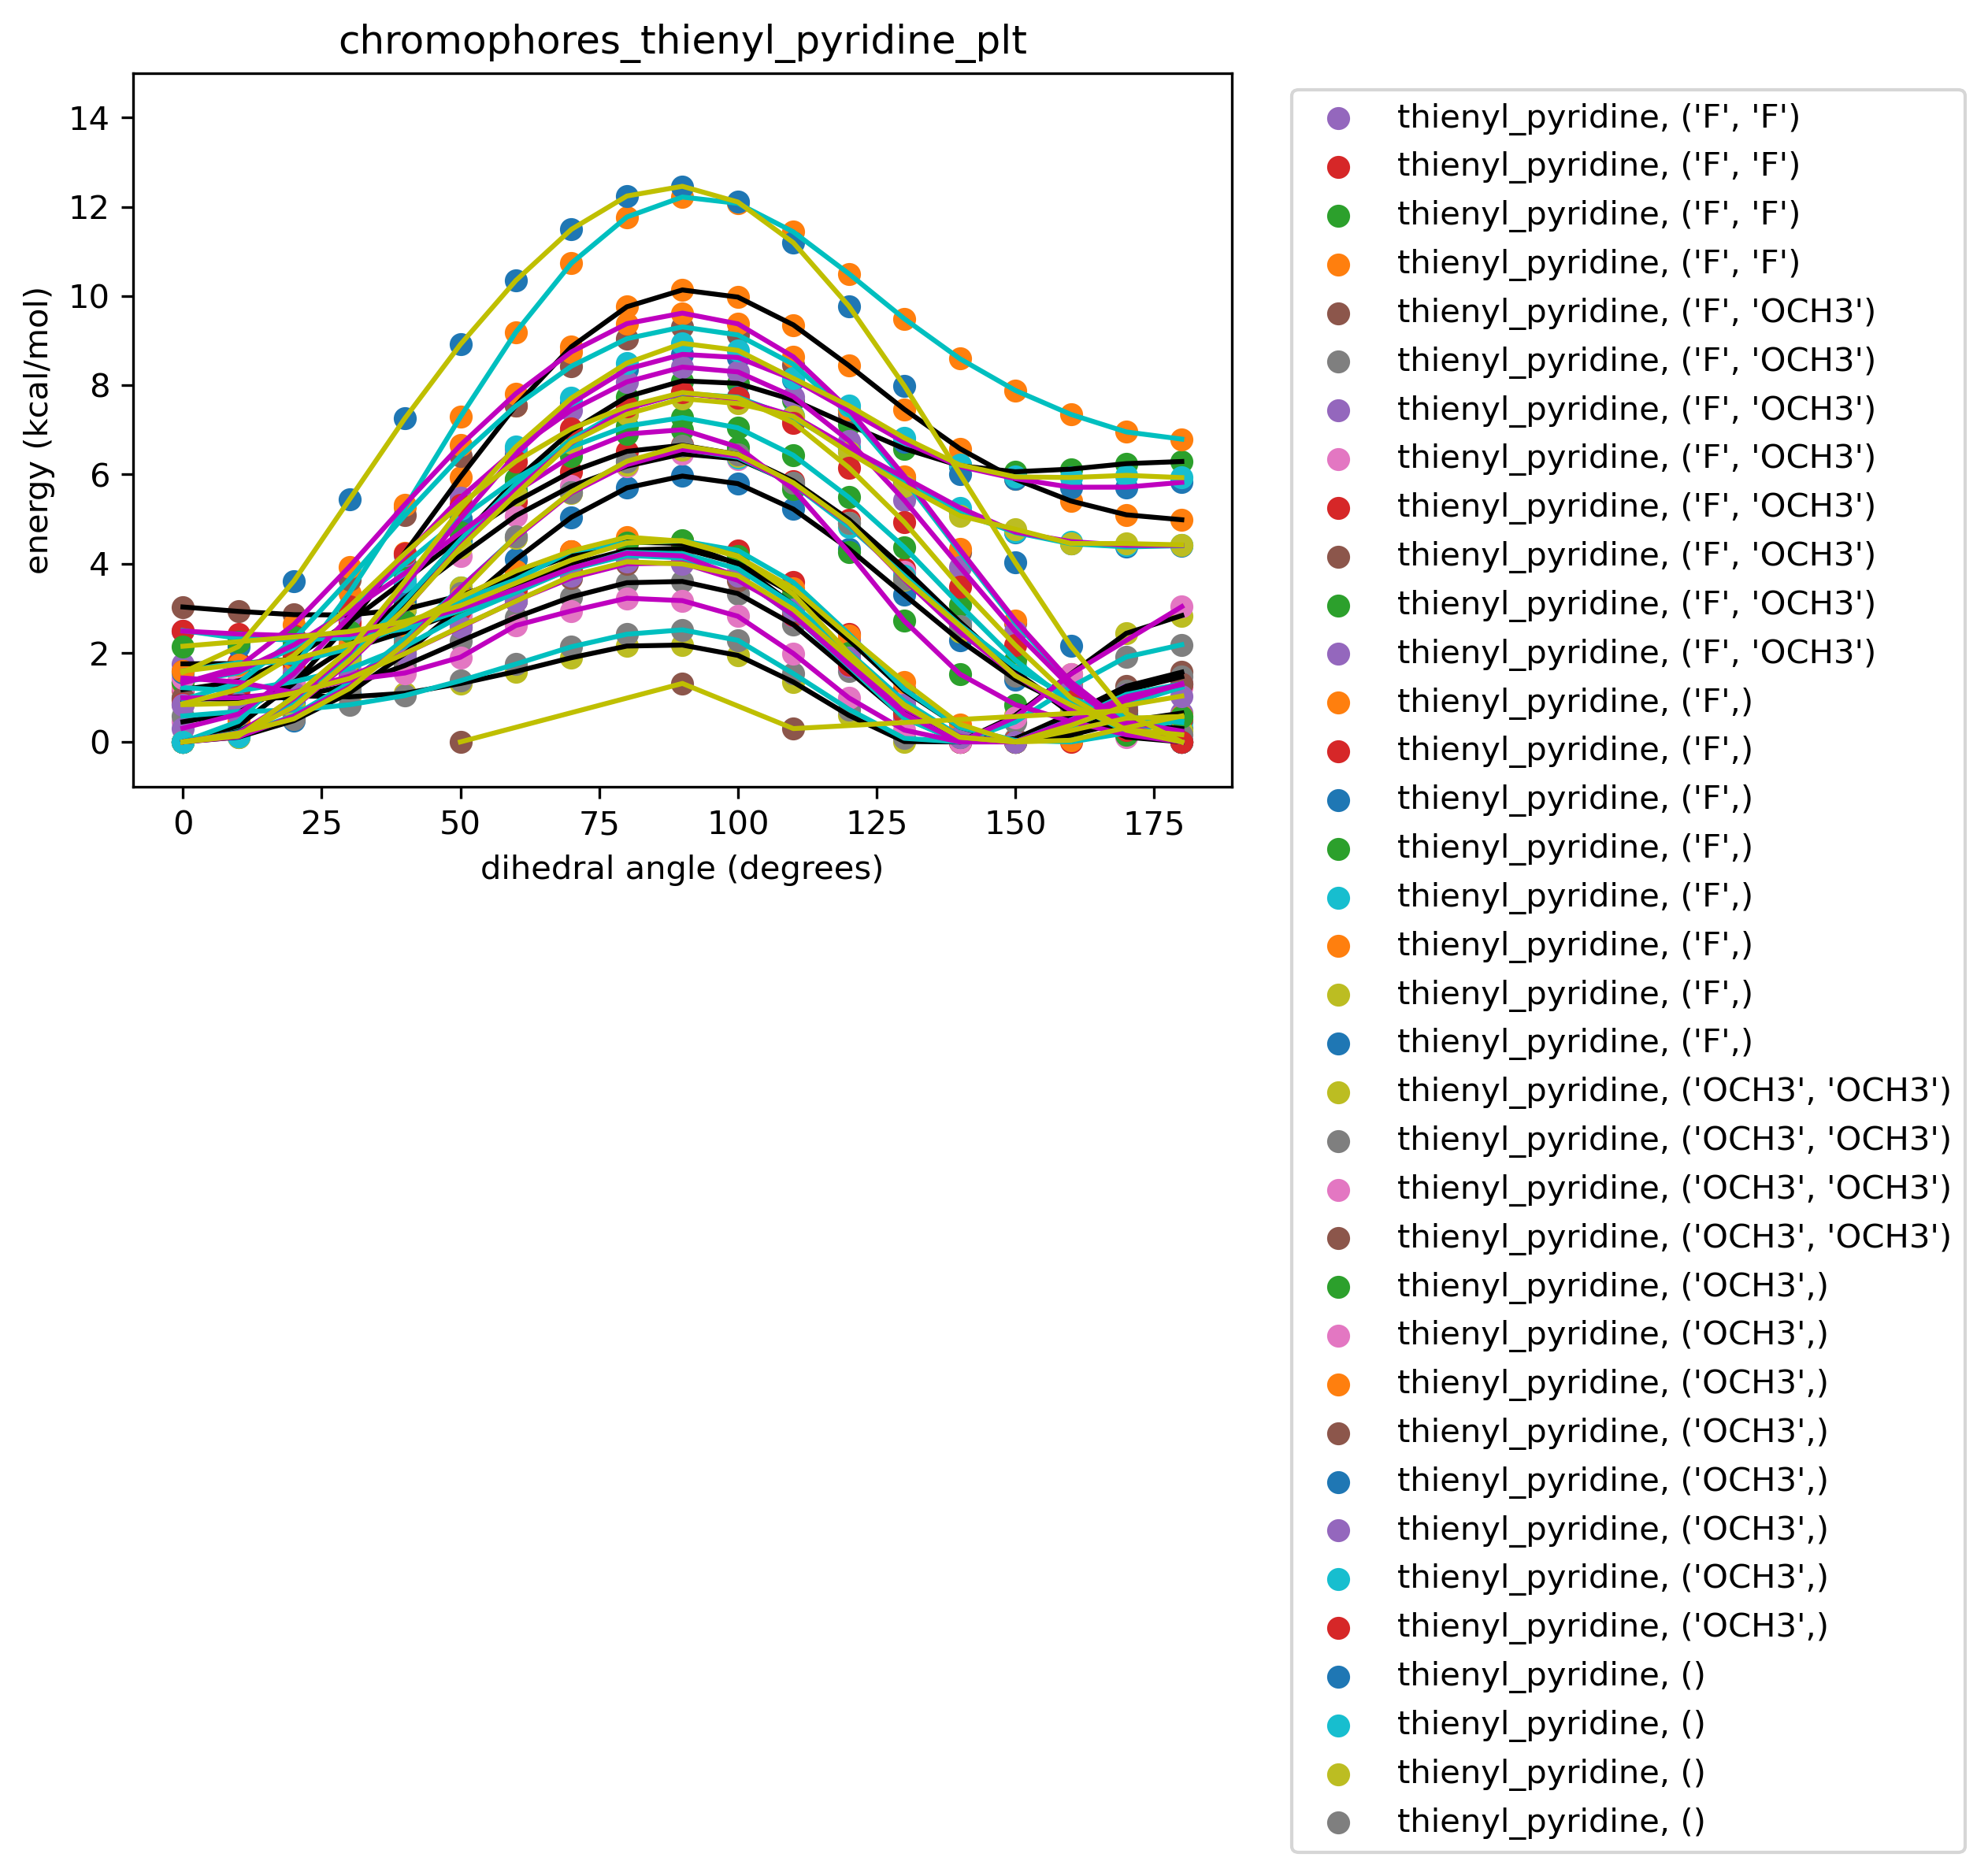 chromophores_thienyl_pyridine_plt
14
12
10
8
6
4
2
0
energy (kcal/mol)
0 25 50 75 100 125 150 175
dihedral angle (degrees)
thienyl_pyridine, ('F', 'F')
thienyl_pyridine, ('F', 'F')
thienyl_pyridine, ('F', 'F')
thienyl_pyridine, ('F', 'F')
thienyl_pyridine, ('F', 'OCH3')
thienyl_pyridine, ('F', 'OCH3')
thienyl_pyridine, ('F', 'OCH3')
thienyl_pyridine, ('F', 'OCH3')
thienyl_pyridine, ('F', 'OCH3')
thienyl_pyridine, ('F', 'OCH3')
thienyl_pyridine, ('F', 'OCH3')
thienyl_pyridine, ('F', 'OCH3')
thienyl_pyridine, ('F',)
thienyl_pyridine, ('F',)
thienyl_pyridine, ('F',)
thienyl_pyridine, ('F',)
thienyl_pyridine, ('F',)
thienyl_pyridine, ('F',)
thienyl_pyridine, ('F',)
thienyl_pyridine, ('F',)
thienyl_pyridine, ('OCH3', 'OCH3')
thienyl_pyridine, ('OCH3', 'OCH3')
thienyl_pyridine, ('OCH3', 'OCH3')
thienyl_pyridine, ('OCH3', 'OCH3')
thienyl_pyridine, ('OCH3',)
thienyl_pyridine, ('OCH3',)
thienyl_pyridine, ('OCH3',)
thienyl_pyridine, ('OCH3',)
thienyl_pyridine, ('OCH3',)
thienyl_pyridine, ('OCH3',)
thienyl_pyridine, ('OCH3',)
thienyl_pyridine, ('OCH3',)
thienyl_pyridine, ()
thienyl_pyridine, ()
thienyl_pyridine, ()
thienyl_pyridine, ()